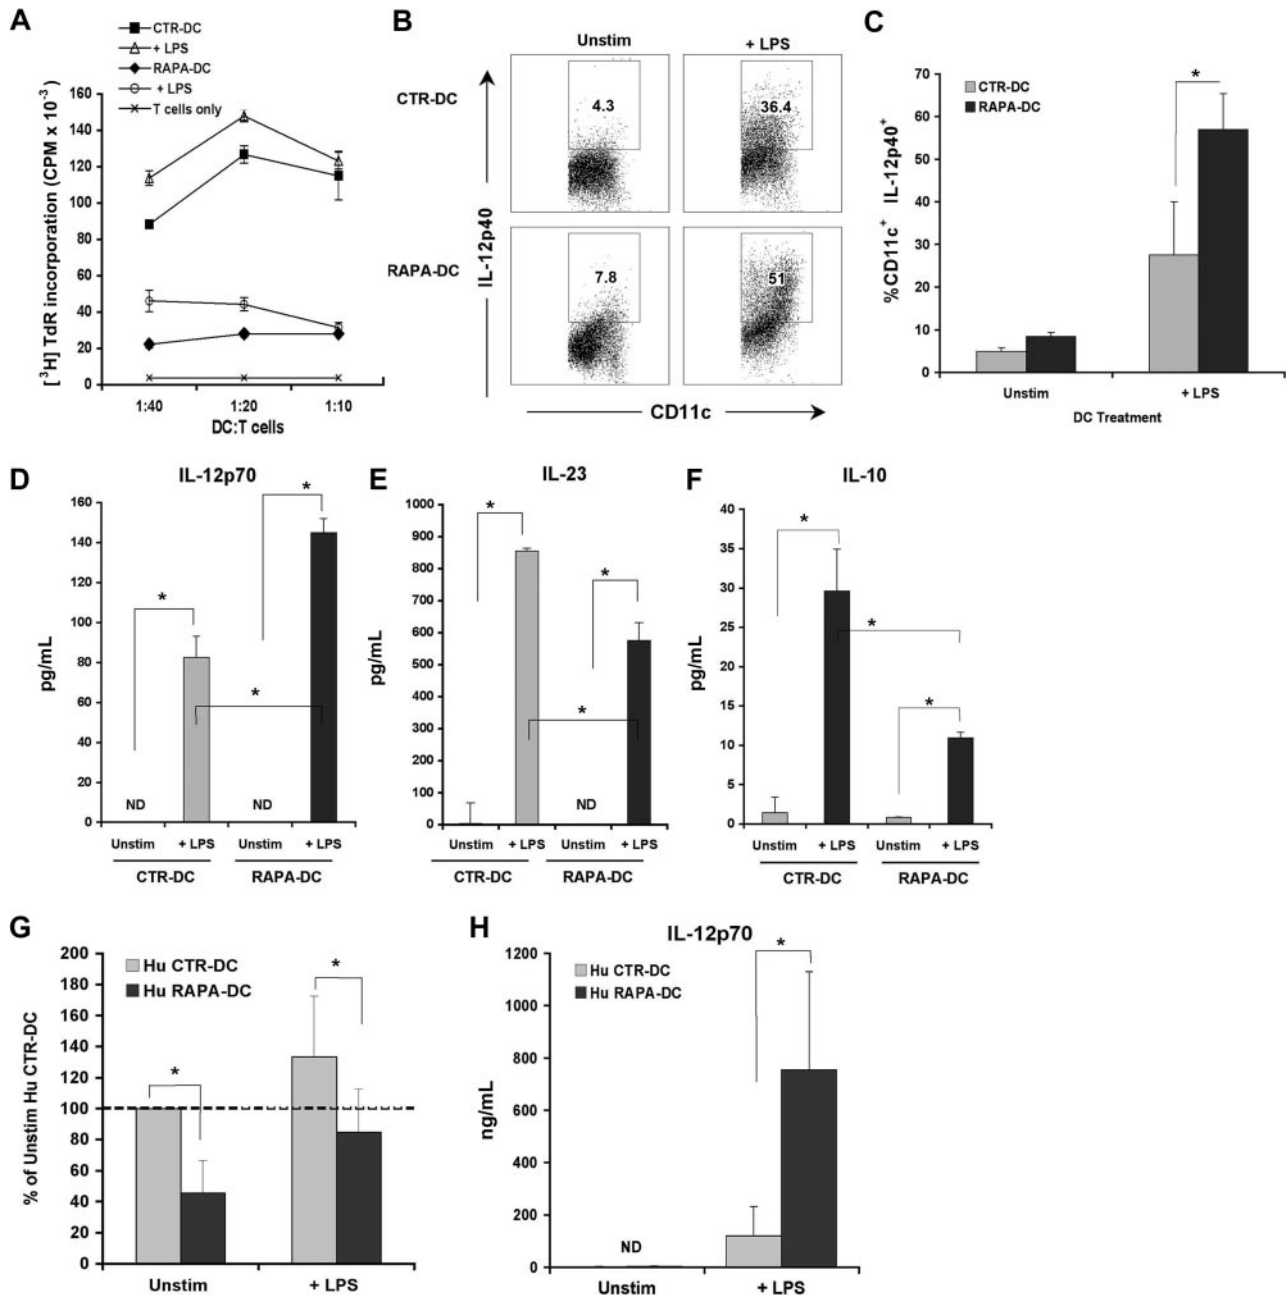 A
CTR-DC
+ LPS
RAPA-DC
+ LPS
T cells only
[³H] TdR incorporation (CPM x 10⁻³)
160
140
120
100
80
60
40
20
0
1:40 1:20 1:10
DC:T cells
B
Unstim + LPS
CTR-DC
4.3 36.4
RAPA-DC
7.8 51
IL-12p40
CD11c
C
CTR-DC
RAPA-DC
*
%CD11c⁺ IL-12p40⁺
70
60
50
40
30
20
10
0
Unstim + LPS
DC Treatment
D
IL-12p70
pg/mL
160
140
120
100
80
60
40
20
0
* * *
ND ND
Unstim + LPS Unstim + LPS
CTR-DC RAPA-DC
E
IL-23
pg/mL
1000
900
800
700
600
500
400
300
200
100
0
* * *
ND
Unstim + LPS Unstim + LPS
CTR-DC RAPA-DC
F
IL-10
pg/mL
40
35
30
25
20
15
10
5
0
* * *
Unstim + LPS Unstim + LPS
CTR-DC RAPA-DC
G
Hu CTR-DC
Hu RAPA-DC
% of Unstim Hu CTR-DC
200
180
160
140
120
100
80
60
40
20
0
* *
Unstim + LPS
H
IL-12p70
Hu CTR-DC
Hu RAPA-DC
*
ng/mL
1200
1000
800
600
400
200
0
ND
Unstim + LPS